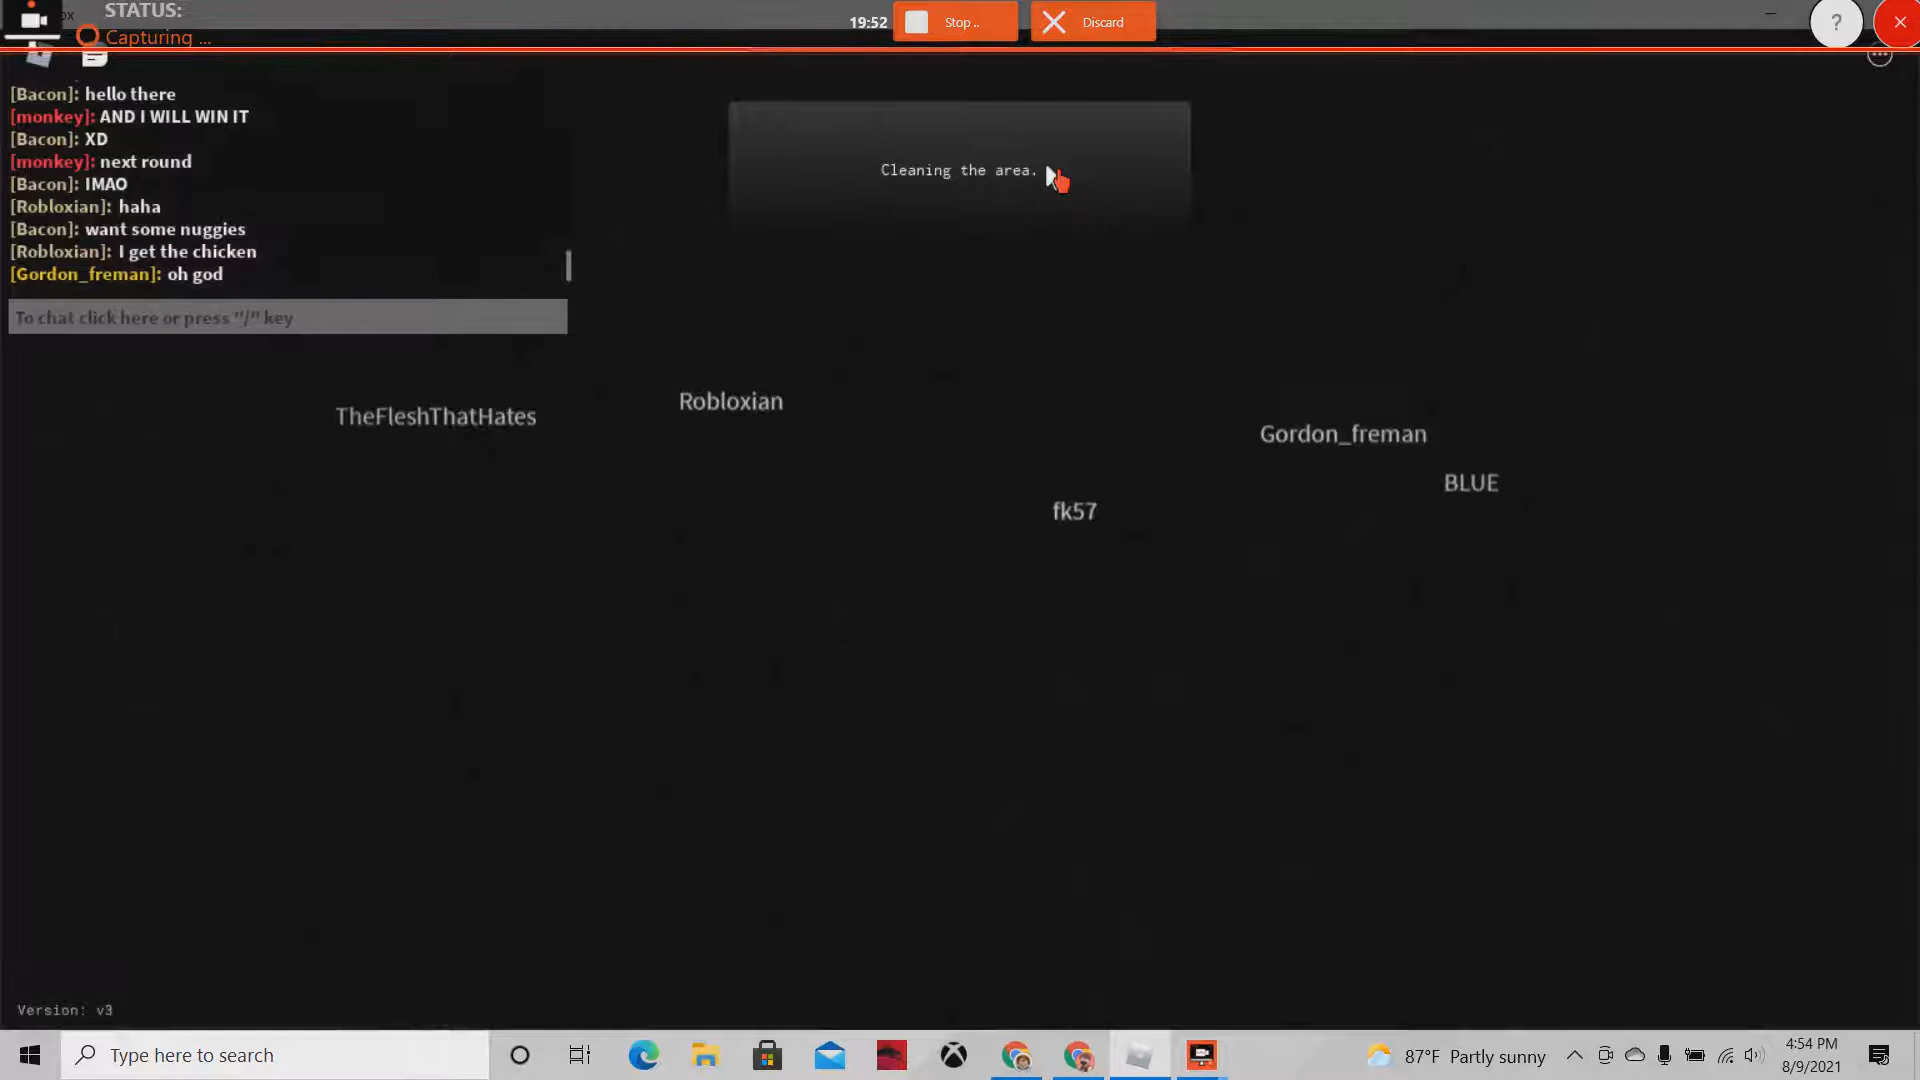 STATUS:
Capturing ...
19:52
Stop ..
Discard
?
[Bacon]: hello there
[monkey]: AND I WILL WIN IT
[Bacon]: XD
[monkey]: next round
[Bacon]: lMAO
[Robloxian]: haha
[Bacon]: want some nuggies
[Robloxian]: I get the chicken
[Gordon_freman]: oh god
To chat click here or press "/" key
Cleaning the area.
TheFleshThatHates
Robloxian
Gordon_freman
BLUE
fk57
Version: v3
Type here to search
87°F Partly sunny
4:54 PM
8/9/2021